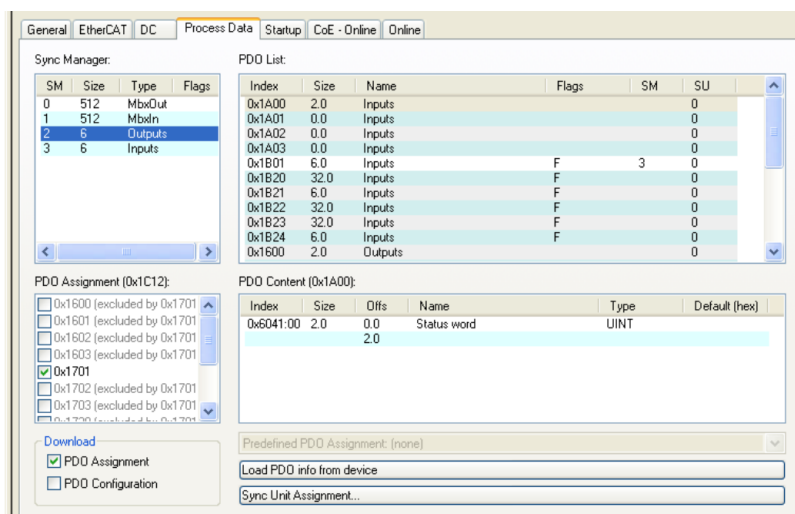 General EtherCAT DC Process Data Startup CoE - Online Online
Sync Manager:
SM Size Type Flags
0 512 MbxOut
1 512 MbxIn
2 6 Outputs
3 6 Inputs
PDO List:
Index Size Name Flags SM SU
0x1A00 2.0 Inputs 0
0x1A01 0.0 Inputs 0
0x1A02 0.0 Inputs 0
0x1A03 0.0 Inputs 0
0x1B01 6.0 Inputs F 3 0
0x1B20 32.0 Inputs F 0
0x1B21 6.0 Inputs F 0
0x1B22 32.0 Inputs F 0
0x1B23 32.0 Inputs F 0
0x1B24 6.0 Inputs F 0
0x1600 2.0 Outputs 0
PDO Assignment (0x1C12):
0x1600 (excluded by 0x1701
0x1601 (excluded by 0x1701
0x1602 (excluded by 0x1701
0x1603 (excluded by 0x1701
0x1701
0x1702 (excluded by 0x1701
0x1703 (excluded by 0x1701
PDO Content (0x1A00):
Index Size Offs Name Type Default (hex)
0x6041:00 2.0 0.0 Status word UINT
2.0
Download
PDO Assignment
PDO Configuration
Predefined PDO Assignment: (none)
Load PDO info from device
Sync Unit Assignment...